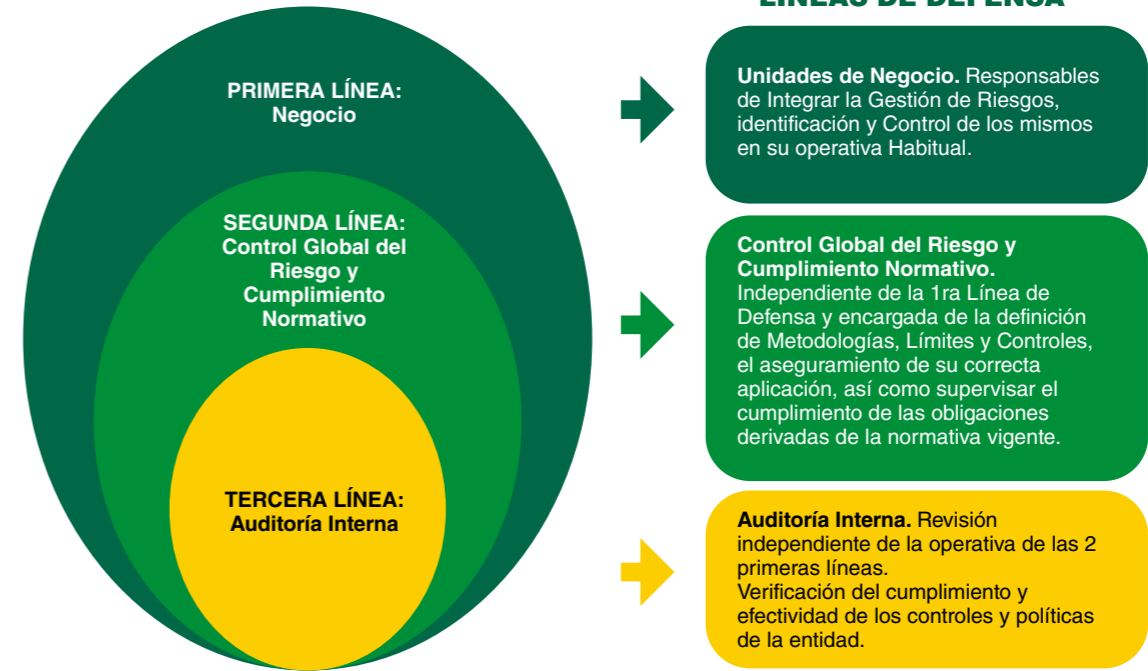 LÍNEAS DE DEFENSA
PRIMERA LÍNEA:
Negocio
Unidades de Negocio. Responsables
de Integrar la Gestión de Riesgos,
identificación y Control de los mismos
en su operativa Habitual.
SEGUNDA LÍNEA:
Control Global del
Riesgo y
Cumplimiento
Normativo
Control Global del Riesgo y
Cumplimiento Normativo.
Independiente de la 1ra Línea de
Defensa y encargada de la definición
de Metodologías, Límites y Controles,
el aseguramiento de su correcta
aplicación, así como supervisar el
cumplimiento de las obligaciones
derivadas de la normativa vigente.
TERCERA LÍNEA:
Auditoría Interna
Auditoría Interna. Revisión
independiente de la operativa de las 2
primeras líneas.
Verificación del cumplimiento y
efectividad de los controles y políticas
de la entidad.